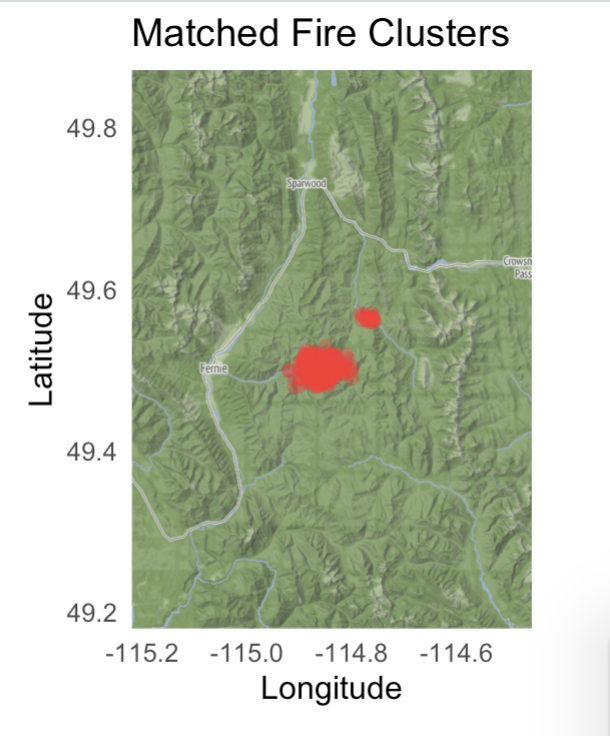 Matched Fire Clusters
49.8
Sparwood
49.6
Crowsn
Pass
Fernie
49.4
49.2
-115.2 -115.0 -114.8 -114.6
Longitude
Latitude